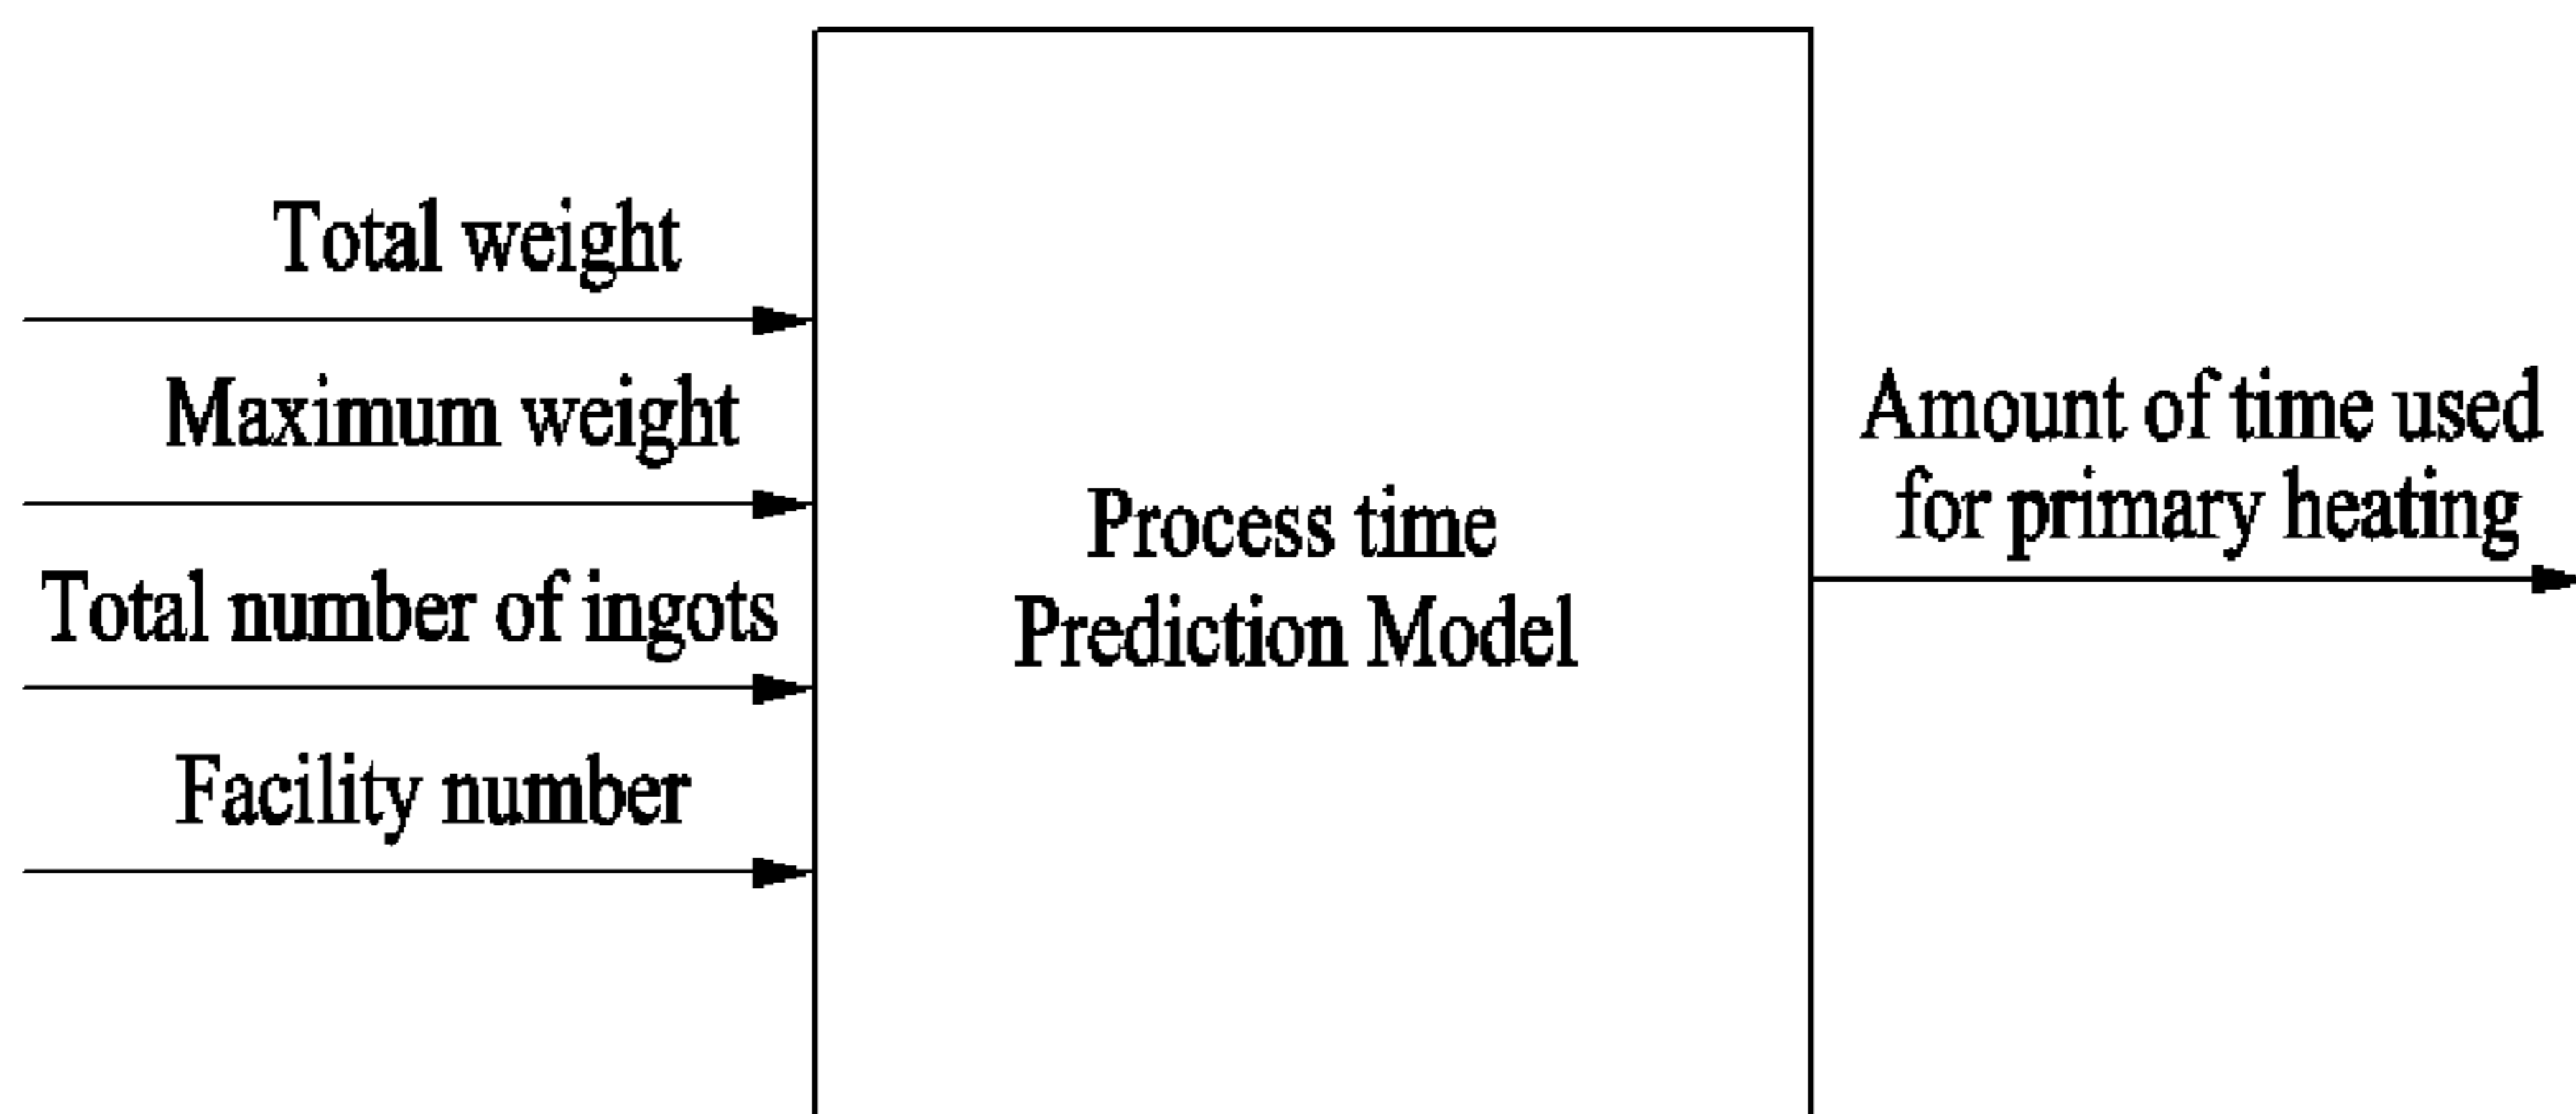 Total weight
Maximum weight
Total number of ingots
Facility number
Process time
Prediction Model
Amount of time used
for primary heating